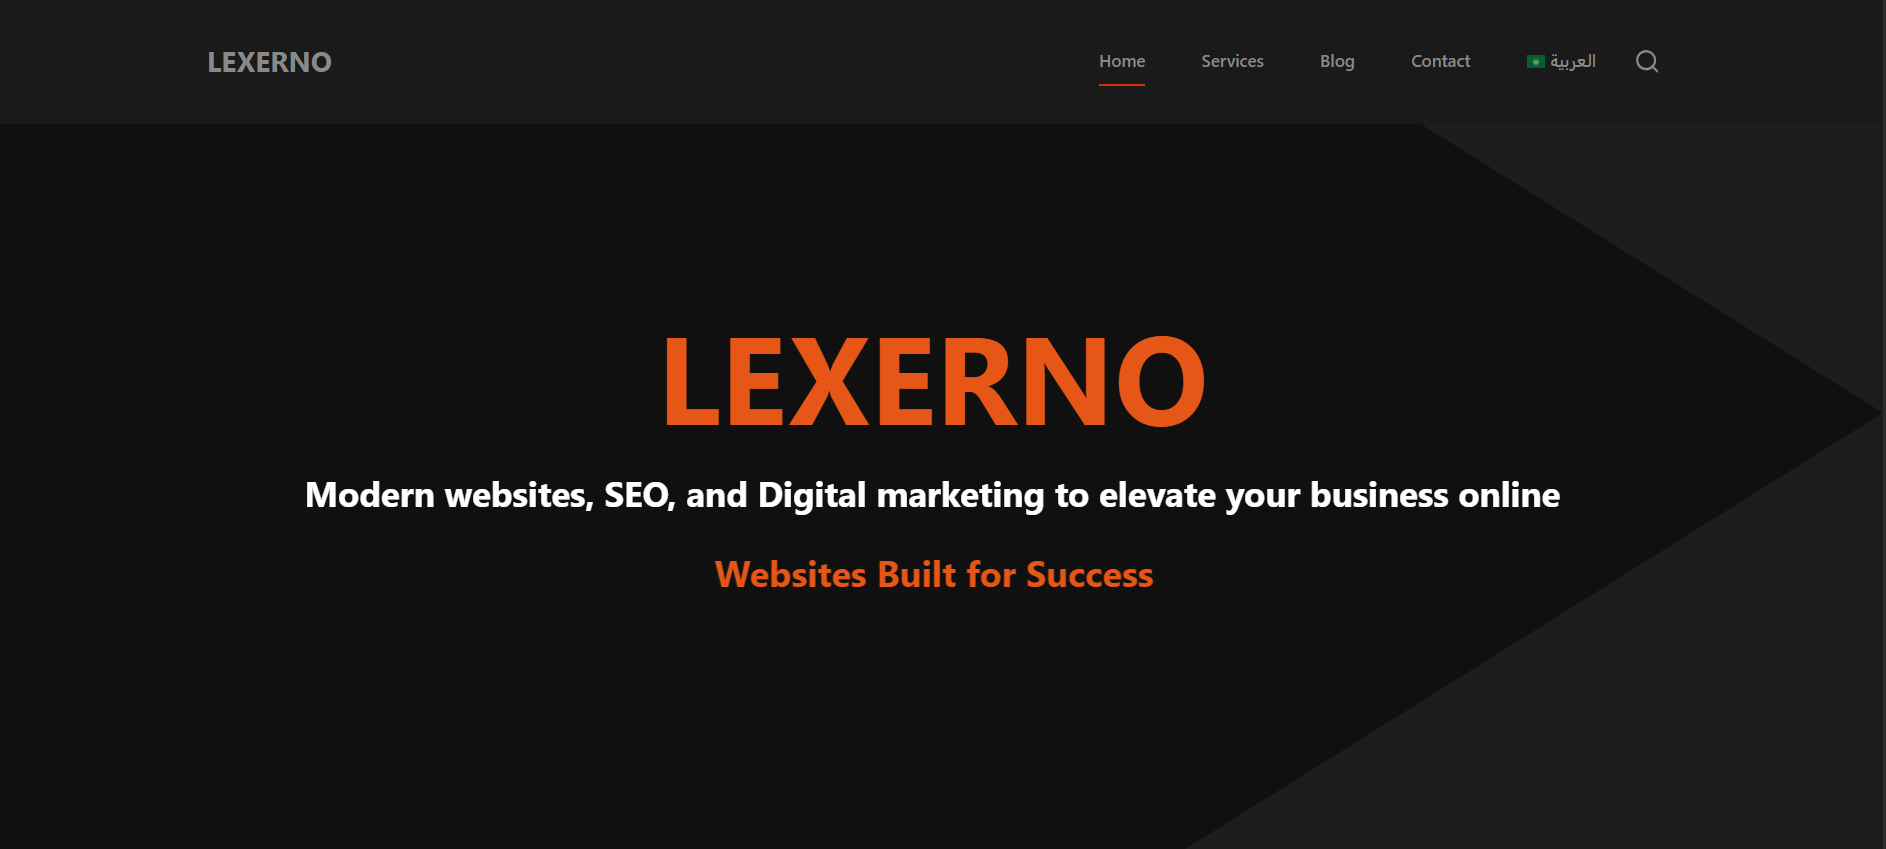 LEXERNO
Home Services Blog Contact العربية
LEXERNO
Modern websites, SEO, and Digital marketing to elevate your business online
Websites Built for Success